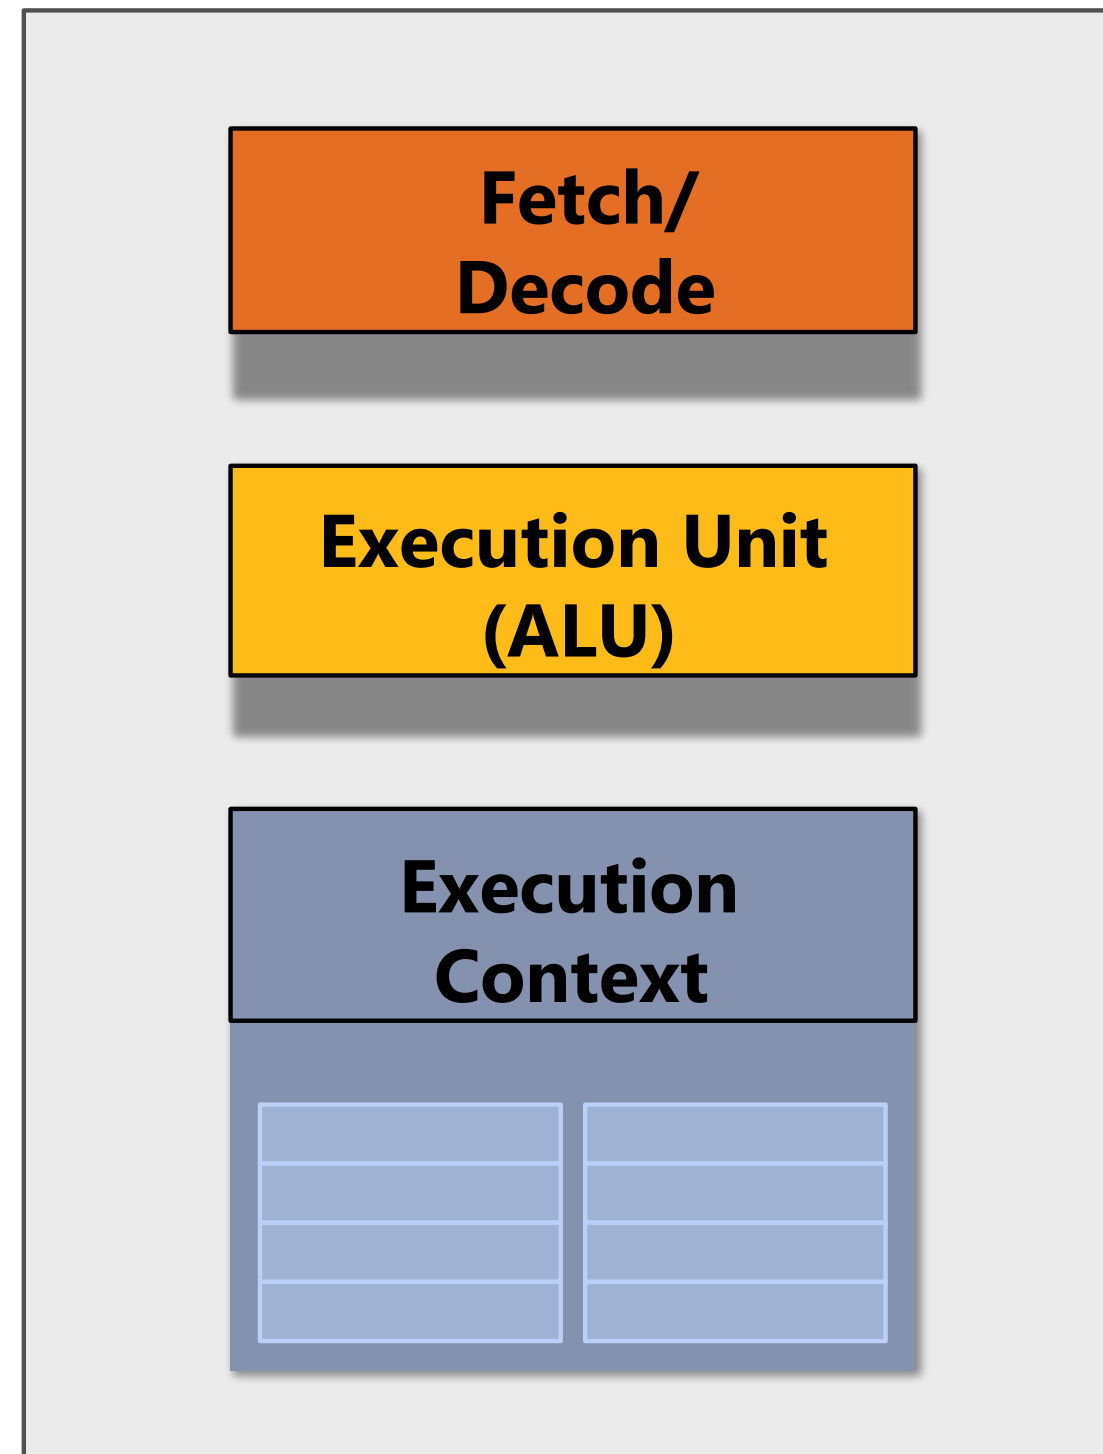 Fetch/
Decode
Execution Unit
(ALU)
Execution
Context